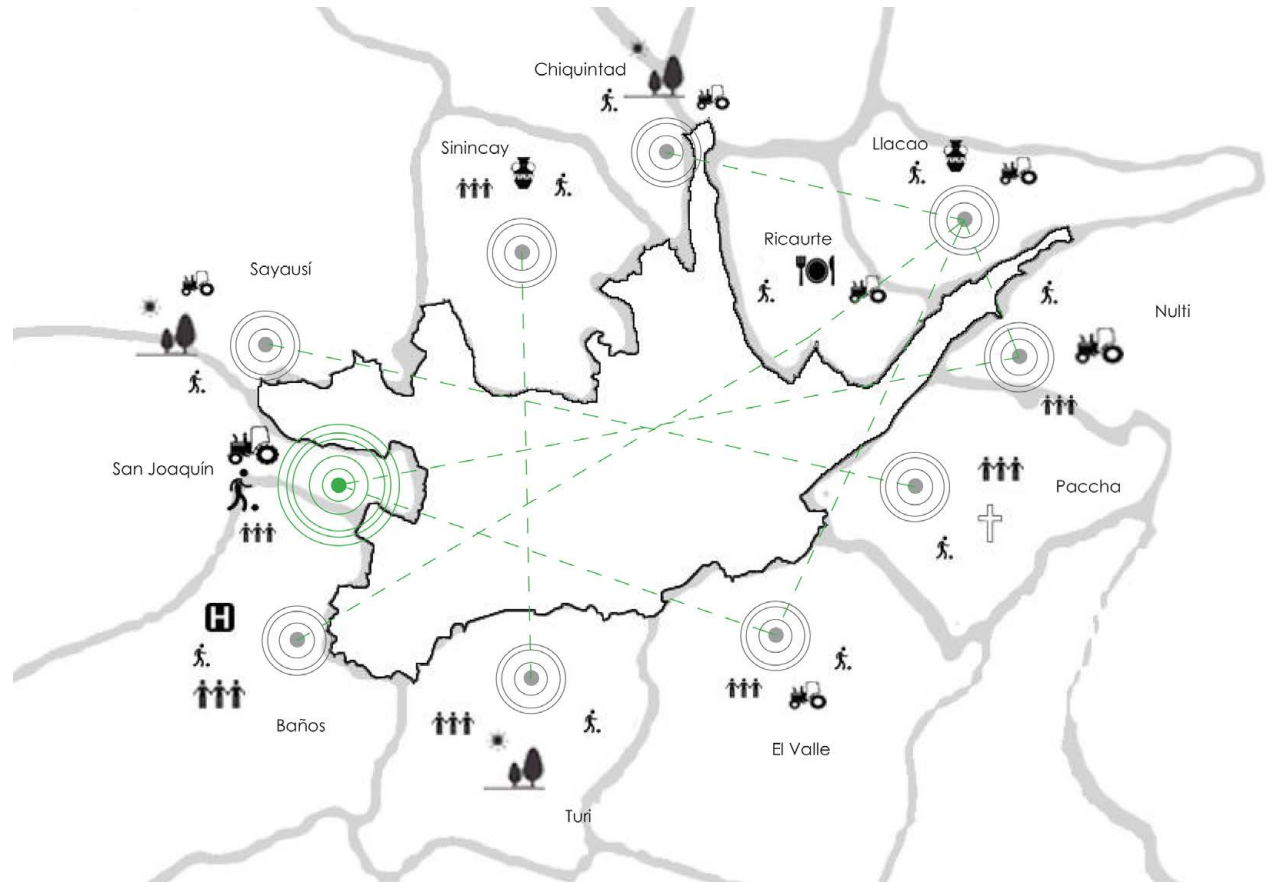 Chiquintad
Sinincay
Llacao
Ricaurte
Sayausí
Nulti
San Joaquín
Paccha
H
Baños
El Valle
Turi